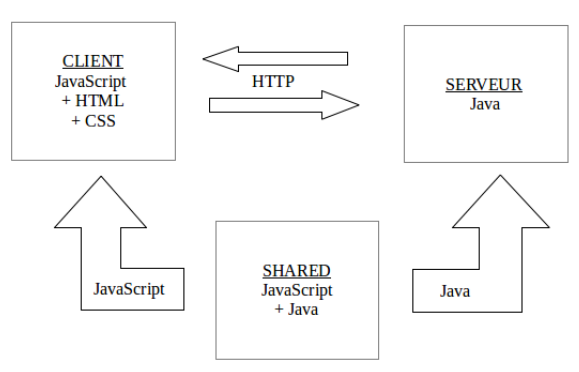 CLIENT
JavaScript
+ HTML
+ CSS
HTTP
SERVEUR
Java
JavaScript
SHARED
JavaScript
+ Java
Java